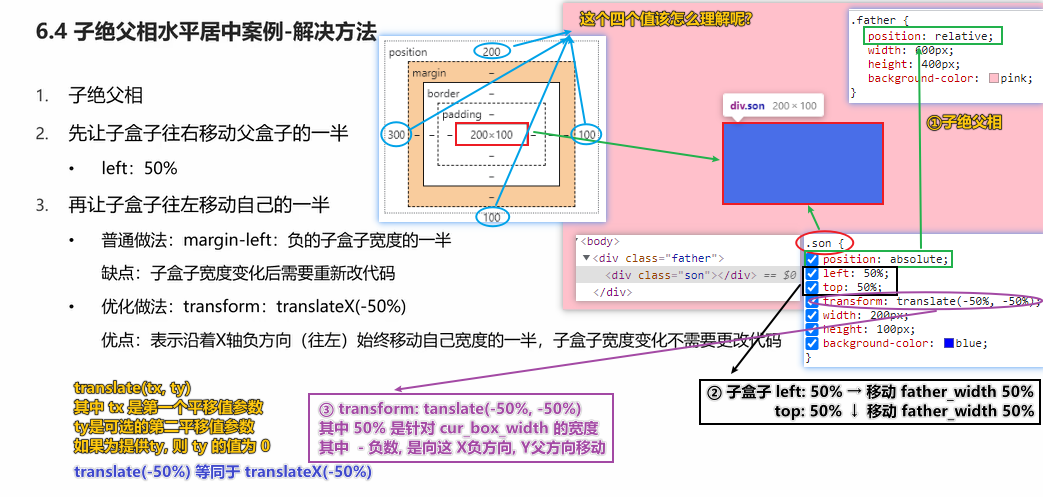 6.4 子绝父相水平居中案例-解决方法
1. 子绝父相
2. 先让子盒子往右移动父盒子的一半
• left：50%
3. 再让子盒子往左移动自己的一半
• 普通做法：margin-left：负的子盒子宽度的一半
缺点：子盒子宽度变化后需要重新改代码
• 优化做法：transform：translateX(-50%)
优点：表示沿着X轴负方向（往左）始终移动自己宽度的一半，子盒子宽度变化不需要更改代码
translate(tx, ty)
其中 tx 是第一个平移值参数
ty是可选的第二平移值参数
如果为提供ty, 则 ty 的值为 0
translate(-50%) 等同于 translateX(-50%)
position
200
margin
–
border
–
padding
–
300
–
–
–
200×100
–
–
–
100
–
–
–
100
这个四个值该怎么理解呢?
.father {
position: relative;
width: 600px;
height: 400px;
background-color: pink;
}
①子绝父相
div.son 200 × 100
<body>
▼<div class="father">
<div class="son"></div> == $0
</div>
.son {
position: absolute;
left: 50%;
top: 50%;
transform: translate(-50%, -50%);
width: 200px;
height: 100px;
background-color: blue;
}
② 子盒子 left: 50% → 移动 father_width 50%
top: 50% ↓ 移动 father_width 50%
③ transform: tanslate(-50%, -50%)
其中 50% 是针对 cur_box_width 的宽度
其中 - 负数, 是向这 X负方向, Y父方向移动